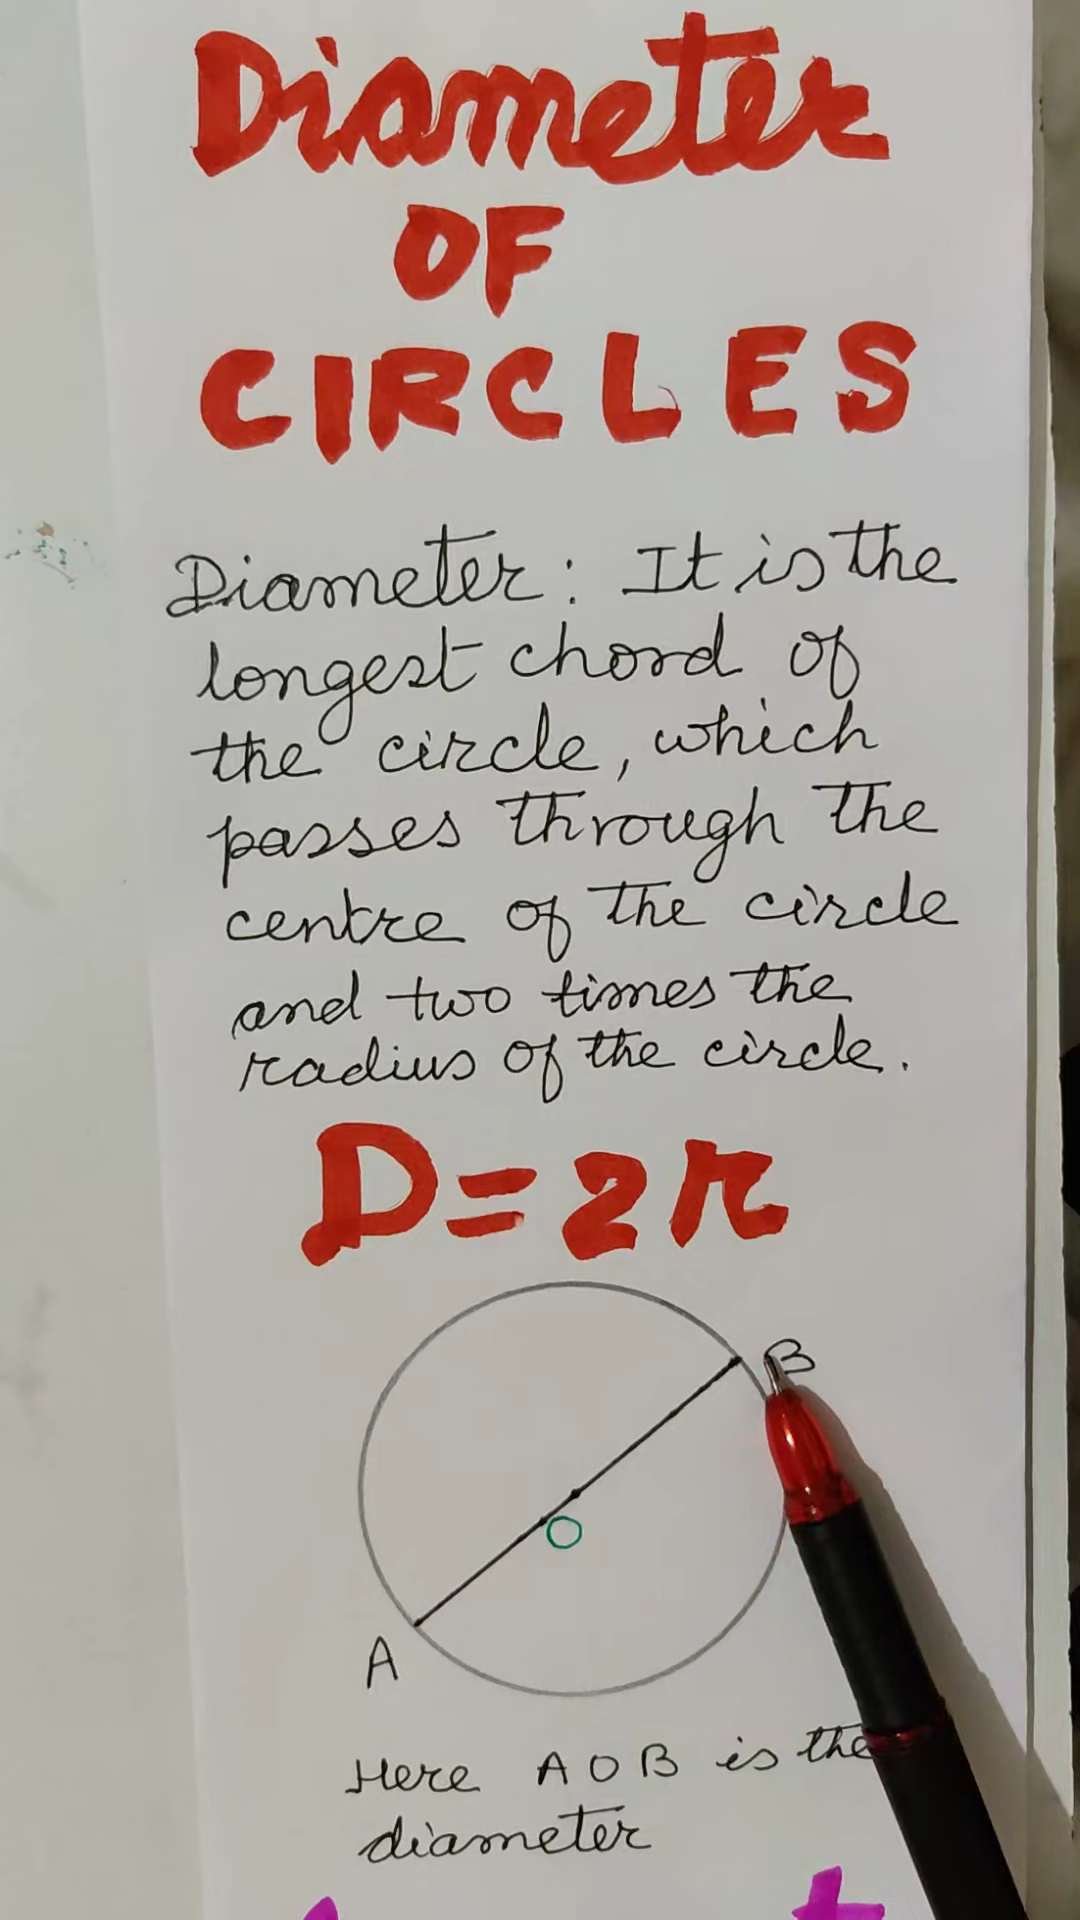 Diameter
OF
CIRCLES
Diameter: It is the
longest chord of
the circle, which
passes through the
centre of the circle
and two times the
radius of the circle.
D=2r
B
O
A
Here AOB is the
diameter